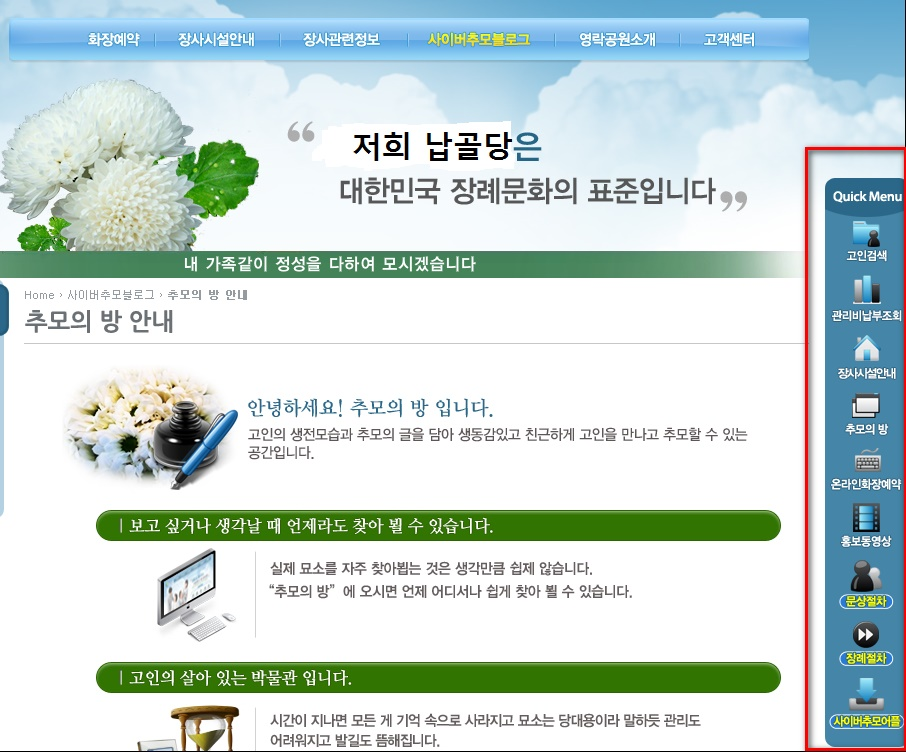 화장예약 장사시설안내 장사관련정보 사이버추모블로그 영락공원소개 고객센터
“ 저희 납골당은
대한민국 장례문화의 표준입니다 ”
내 가족같이 정성을 다하여 모시겠습니다
Home › 사이버추모블로그 › 추모의 방 안내
추모의 방 안내
안녕하세요! 추모의 방 입니다.
고인의 생전모습과 추모의 글을 담아 생동감있고 친근하게 고인을 만나고 추모할 수 있는
공간입니다.
| 보고 싶거나 생각날 때 언제라도 찾아 뵐 수 있습니다.
실제 묘소를 자주 찾아뵙는 것은 생각만큼 쉽제 않습니다.
“추모의 방” 에 오시면 언제 어디서나 쉽게 찾아 뵐 수 있습니다.
| 고인의 살아 있는 박물관 입니다.
시간이 지나면 모든 게 기억 속으로 사라지고 묘소는 당대용이라 말하듯 관리도
어려워지고 발길도 뜸해집니다.
Quick Menu
고인검색
관리비납부조회
장사시설안내
추모의 방
온라인화장예약
홍보동영상
문상절차
장례절차
사이버추모어플